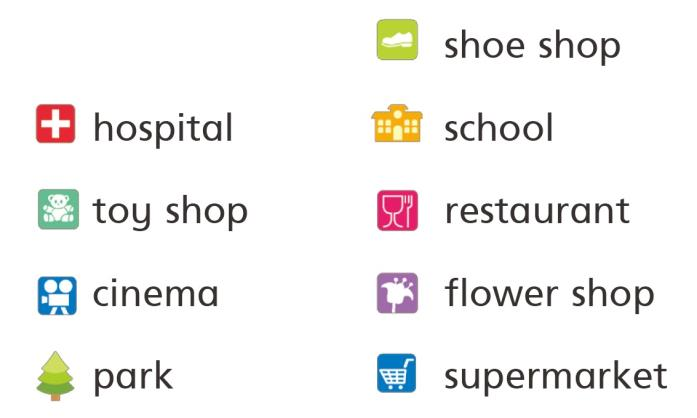 hospital
toy shop
cinema
park
shoe shop
school
restaurant
flower shop
supermarket